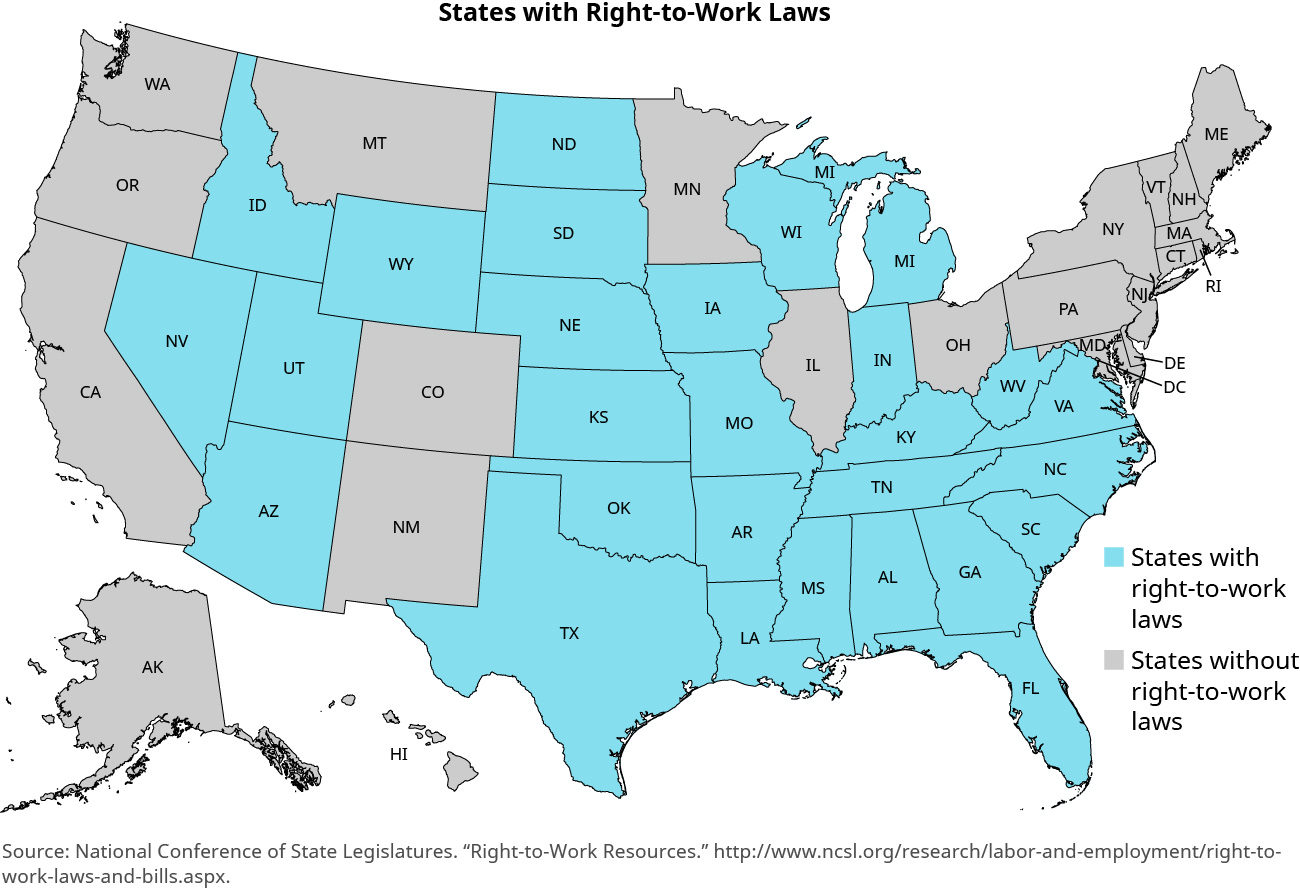 States with Right-to-Work Laws
WA
MT
ND
MN
ME
MI
VT
NH
OR
ID
SD
WI
NY
MA
WY
MI
CT
RI
IA
NJ
PA
NE
NV
OH
MD
IL
IN
DE
UT
CO
WV
DC
CA
VA
KS
MO
KY
NC
TN
AZ
OK
NM
AR
SC
GA
AL
MS
States with
right-to-work
laws
TX
LA
AK
FL
States without
right-to-work
laws
HI
Source: National Conference of State Legislatures. “Right-to-Work Resources.” http://www.ncsl.org/research/labor-and-employment/right-to-
work-laws-and-bills.aspx.